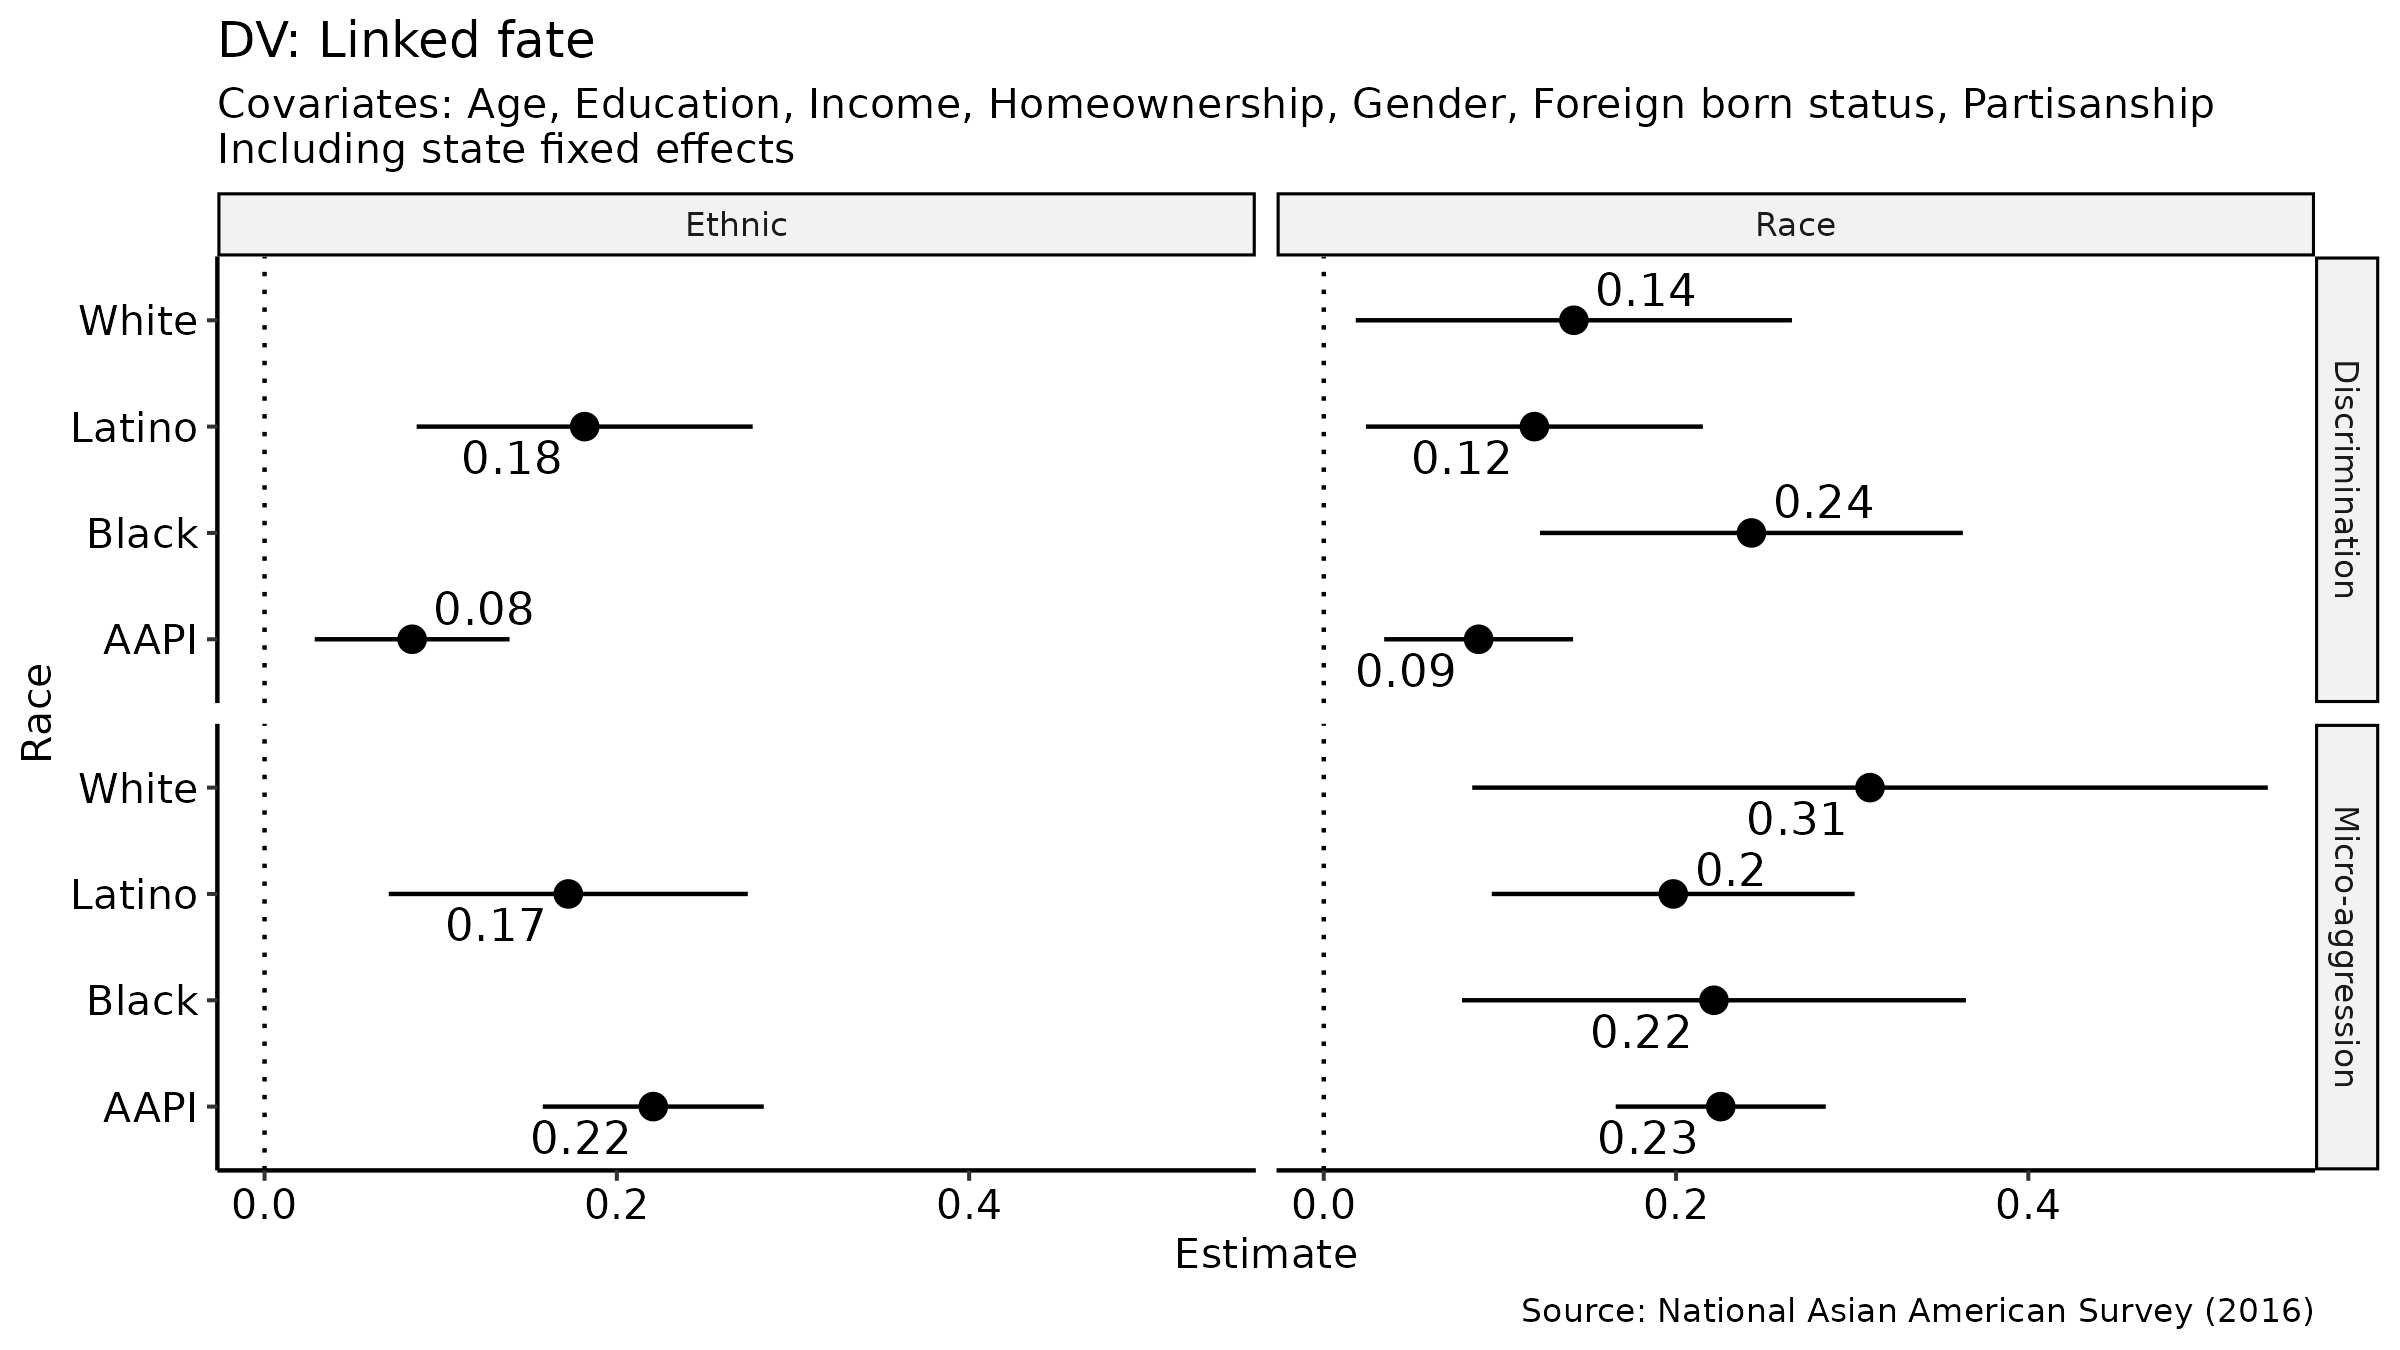 DV: Linked fate
Covariates: Age, Education, Income, Homeownership, Gender, Foreign born status, Partisanship
Including state fixed effects
Ethnic
Race
Discrimination
White
0.14
Latino
0.18
0.12
Black
0.24
AAPI
0.08
0.09
Race
Micro-aggression
White
0.31
Latino
0.17
0.2
Black
0.22
AAPI
0.22
0.23
0.0 0.2 0.4
0.0 0.2 0.4
Estimate
Source: National Asian American Survey (2016)